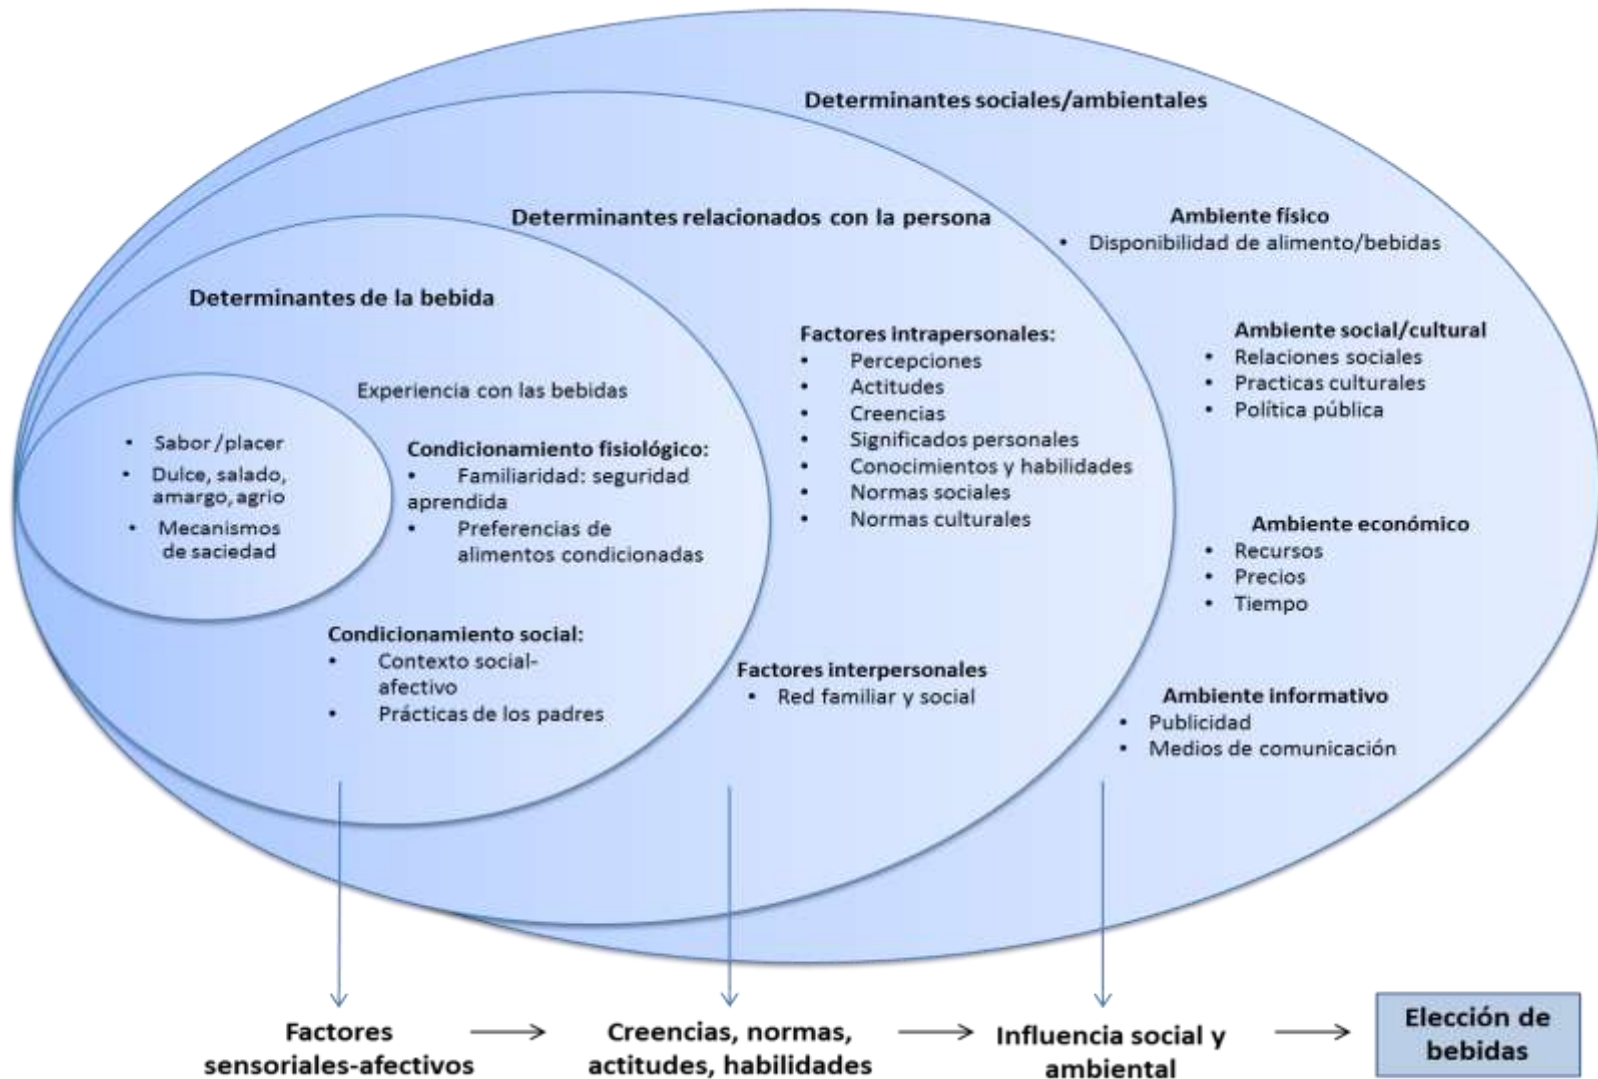 Determinantes sociales/ambientales
Determinantes relacionados con la persona
Determinantes de la bebida
• Sabor /placer
• Dulce, salado,
amargo, agrio
• Mecanismos
de saciedad
Experiencia con las bebidas
Condicionamiento fisiológico:
• Familiaridad: seguridad
aprendida
• Preferencias de
alimentos condicionadas
Condicionamiento social:
• Contexto social-
afectivo
• Prácticas de los padres
Factores intrapersonales:
• Percepciones
• Actitudes
• Creencias
• Significados personales
• Conocimientos y habilidades
• Normas sociales
• Normas culturales
Factores interpersonales
• Red familiar y social
Ambiente físico
• Disponibilidad de alimento/bebidas
Ambiente social/cultural
• Relaciones sociales
• Practicas culturales
• Política pública
Ambiente económico
• Recursos
• Precios
• Tiempo
Ambiente informativo
• Publicidad
• Medios de comunicación
Factores
sensoriales-afectivos
Creencias, normas,
actitudes, habilidades
Influencia social y
ambiental
Elección de
bebidas